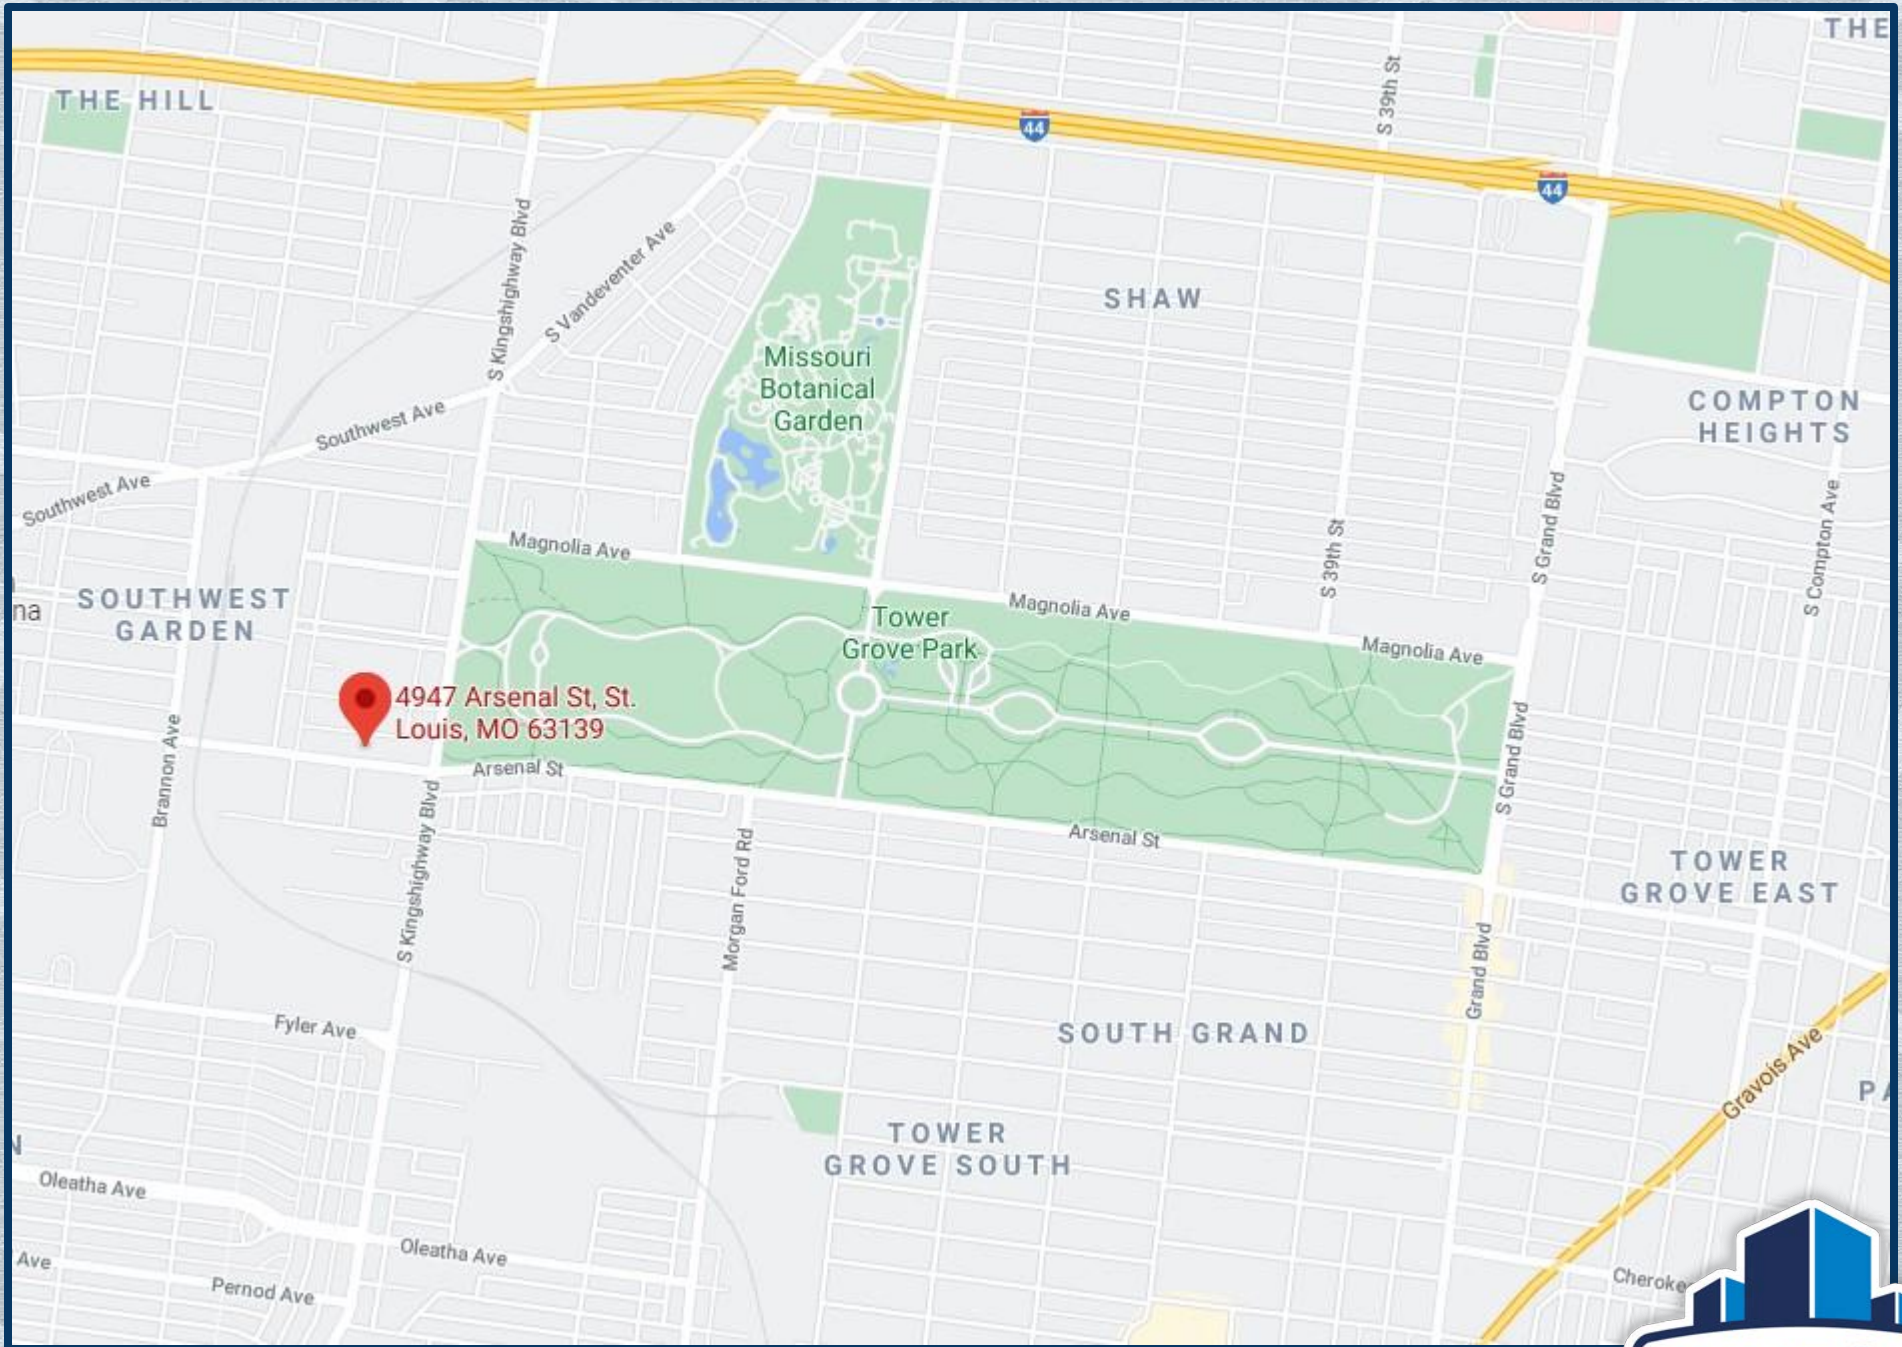 THE
THE HILL
44
S 39th St
44
S Kingshighway Blvd
S Vandeventer Ave
SHAW
Missouri
Botanical
Garden
COMPTON
HEIGHTS
Southwest Ave
Southwest Ave
S Grand Blvd
S Compton Ave
Magnolia Ave
S 39th St
na
SOUTHWEST
GARDEN
Magnolia Ave
Tower
Grove Park
Magnolia Ave
4947 Arsenal St, St.
Louis, MO 63139
Brannon Ave
Arsenal St
S Grand Blvd
S Kingshighway Blvd
Morgan Ford Rd
Arsenal St
TOWER
GROVE EAST
Grand Blvd
Fyler Ave
SOUTH GRAND
Gravois Ave
PA
TOWER
GROVE SOUTH
N
Oleatha Ave
Oleatha Ave
Ave
Pernod Ave
Cheroke